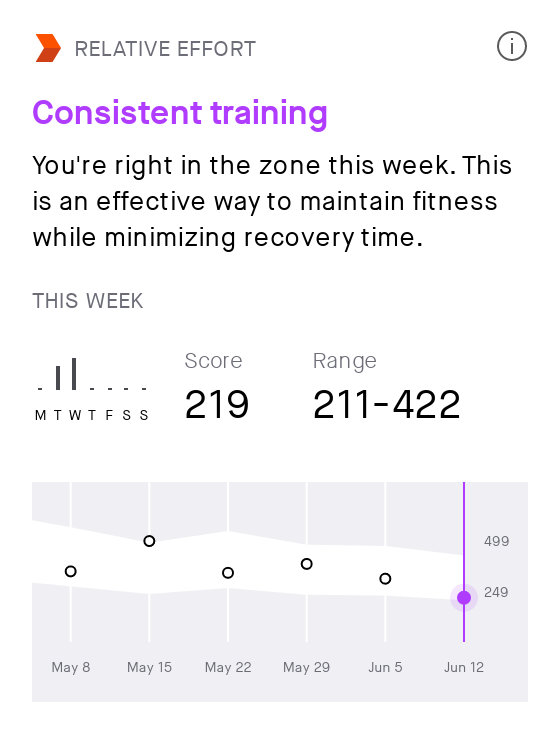 RELATIVE EFFORT
Consistent training
You're right in the zone this week. This
is an effective way to maintain fitness
while minimizing recovery time.
THIS WEEK
Score
Range
219
211-422
M T W T F S S
499
249
May 8
May 15
May 22
May 29
Jun 5
Jun 12